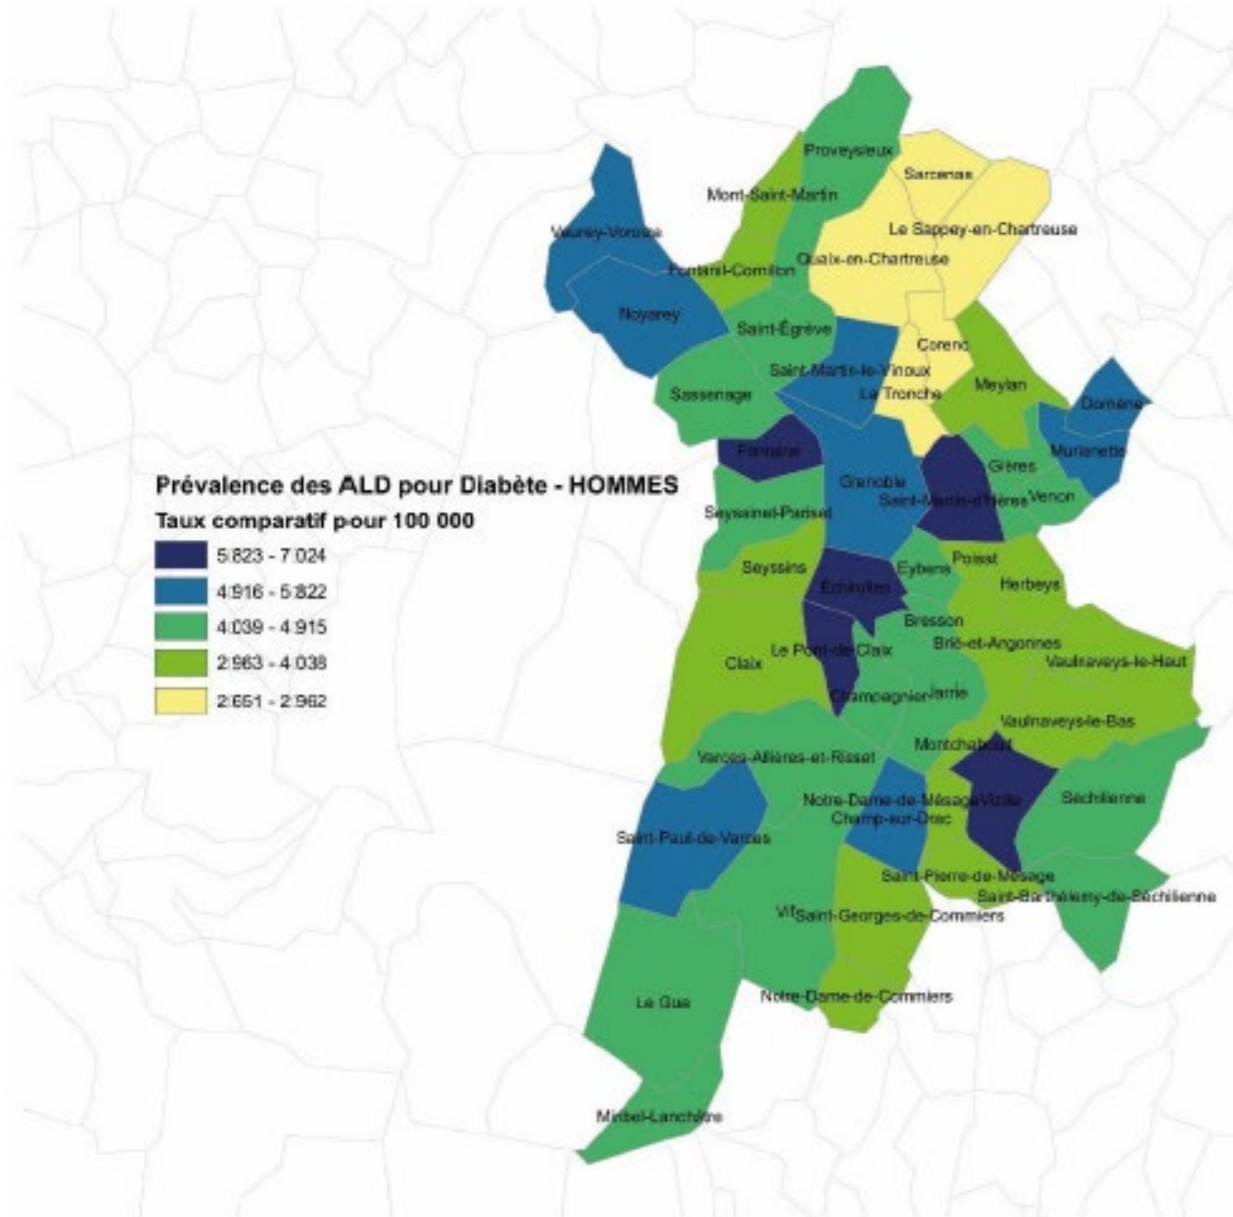 Proveysieux
Sarcenas
Mont-Saint-Martin
Le Sappey-en-Chartreuse
Veurey-Voroize
Quaix-en-Chartreuse
Fontanil-Cornillon
Noyarey
Saint-Égrève
Corenc
Saint-Martin-le-Vinoux
Meylan
La Tronche
Sassenage
Domène
Fontaine
Murianette
Gières
Prévalence des ALD pour Diabète - HOMMES
Grenoble
Saint-Martin-d'Hères
Venon
Seyssinet-Pariset
Taux comparatif pour 100 000
5 823 - 7 024
Poisat
Seyssins
Eybens
Herbeys
4 916 - 5 822
Échirolles
Bresson
4 039 - 4 915
Brié-et-Angonnes
Le Pont-de-Claix
Claix
Vaulnaveys-le-Haut
2 963 - 4 038
Champagnier
Jarrie
2 651 - 2 962
Vaulnaveys-le-Bas
Montchaboud
Varces-Allières-et-Risset
Notre-Dame-de-Mésage
Vizille
Séchilienne
Champ-sur-Drac
Saint-Paul-de-Varces
Saint-Pierre-de-Mésage
Saint-Barthélemy-de-Séchilienne
Vif
Saint-Georges-de-Commiers
Notre-Dame-de-Commiers
Le Gua
Miribel-Lanchâtre